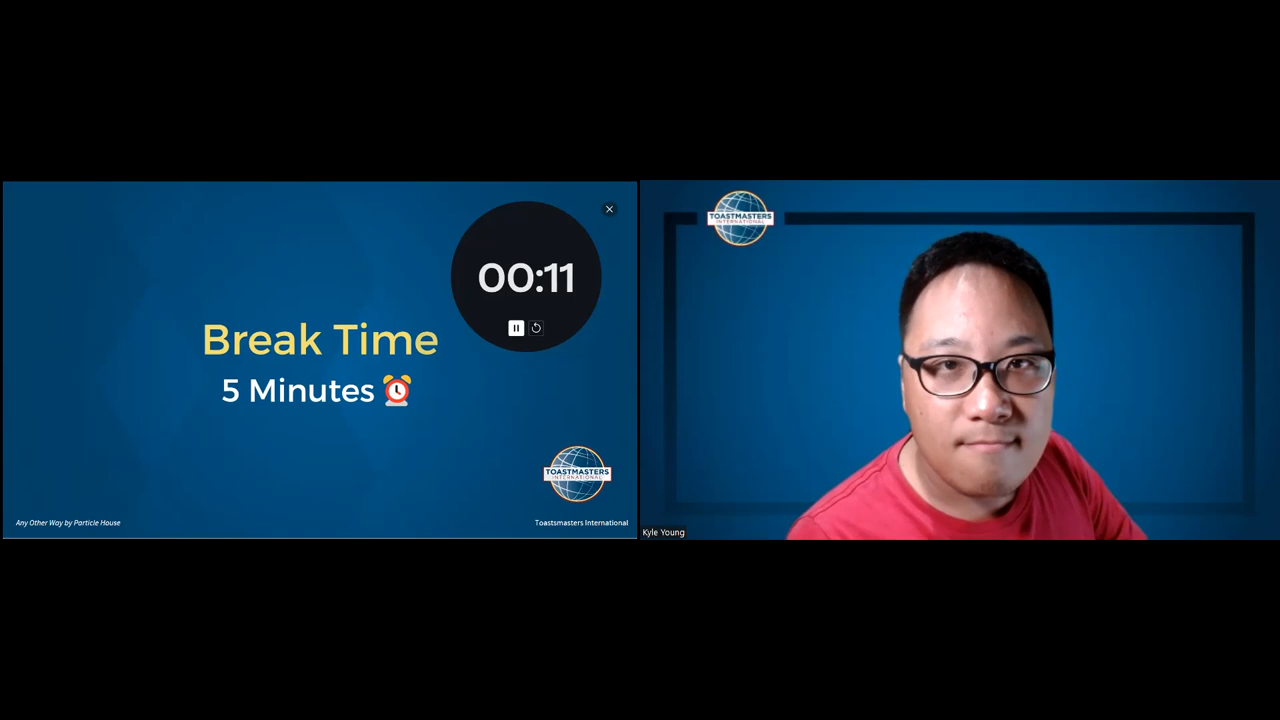 00:11
Break Time
5 Minutes
TOASTMASTERS
INTERNATIONAL
Any Other Way by Particle House
Toastsmasters International
TOASTMASTERS
INTERNATIONAL
Kyle Young